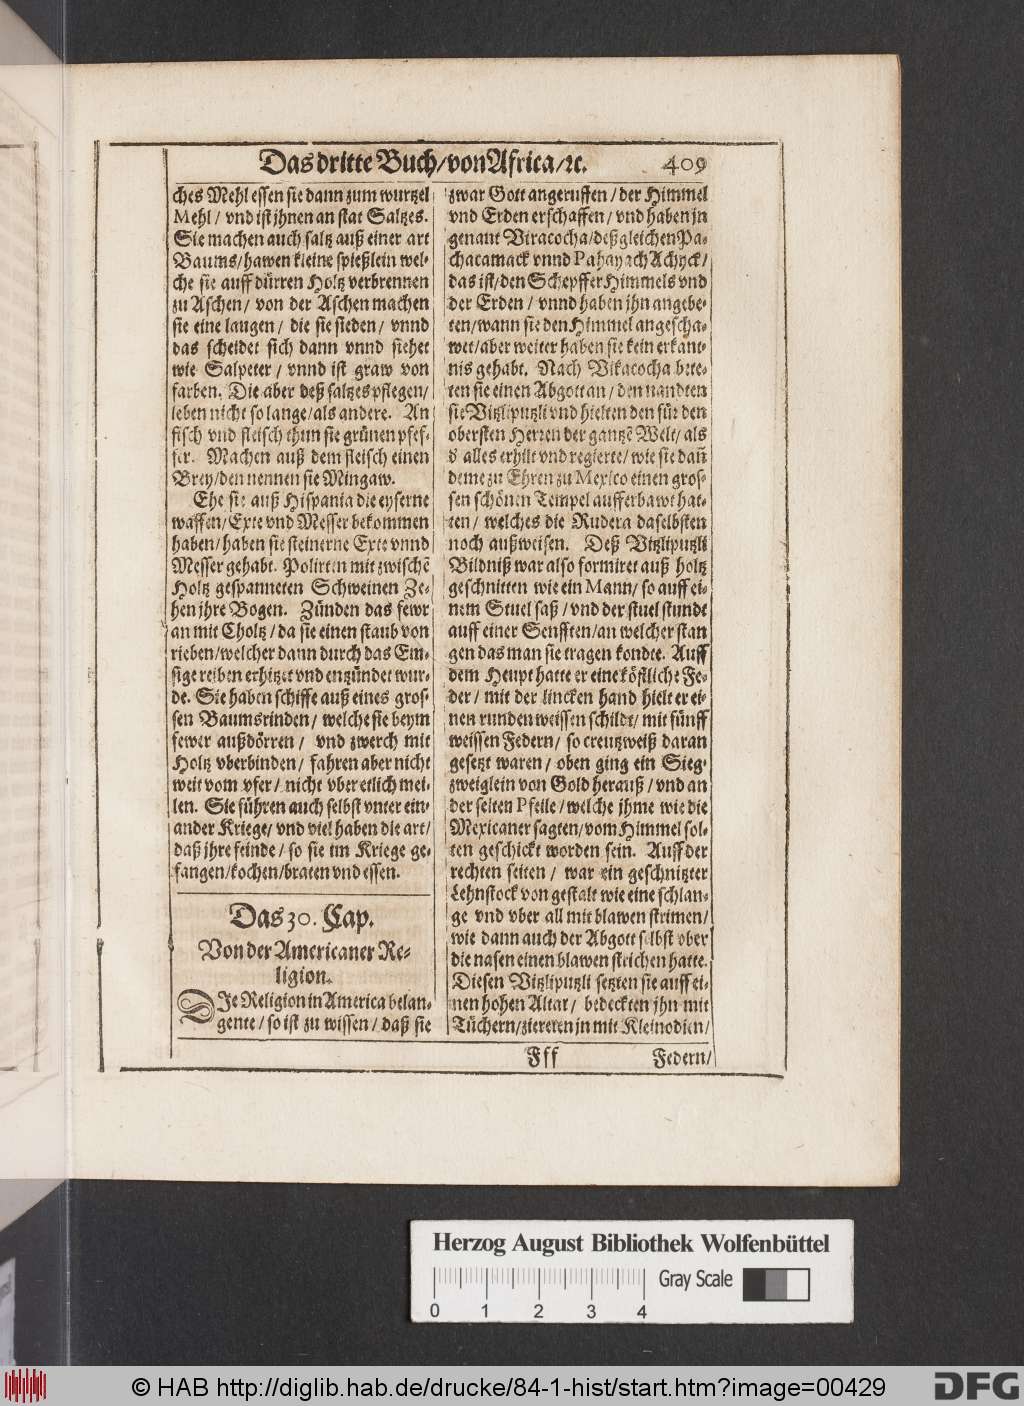 Das dritte Buch/von Africa/ꝛc. 409
ches Mehl essen sie dann zum wurtzel
Mehl/ vnd ist jhnen an stat Saltzes.
Sie machen auch saltz auß einer art
Baums/hawen kleine spießlein wel-
che sie auff dürren Holtz verbrennen
zu Aschen/ von der Aschen machen
sie eine laugen/ die sie sieden/ vnnd
das scheidet sich dann vnnd siehet
wie Salpeter/ vnnd ist graw von
farben. Die aber deß saltzes pflegen/
leben nicht so lange/als andere. An
fisch vnd fleisch thun sie grünen pfef-
fer. Machen auß dem fleisch einen
Brey/den nennen sie Mingaw.
Ehe sie auß Hispania die eyserne
waffen/Exte vnd Messer bekommen
haben/haben sie steinerne Exte vnnd
Messer gehabt. Polirten mit zwischē
Holtz gespanneten Schweinen Ze-
hen jhre Bogen. Zünden das fewr
an mit Choltz/da sie einen staub von
rieben/welcher dann durch das Em-
sige reiben erhitzet vnd entzündet wur-
de. Sie haben schiffe auß eines gros-
sen Baumsrinden/ welche sie beym
fewer außdörren/ vnd zwerch mit
Holtz vberbinden/ fahren aber nicht
weit vom vfer/ nicht vber etlich mei-
len. Sie führen auch selbst vnter ein-
ander Kriege/ vnd viel haben die art/
daß jhre feinde/ so sie im Kriege ge-
fangen/kochen/braten vnd essen.
Das 30. Cap.
Von der Americaner Re-
ligion.
DIe Religion in America belan-
gente/ so ist zu wissen/ daß sie
zwar Gott angeruffen/ der Himmel
vnd Erden erschaffen/ vnd haben jn
genant Viracocha/deßgleichen Pa-
chacamack vnnd Pahayach Achyck/
das ist/den Schepffer Himmels vnd
der Erden/ vnnd haben jhn angebe-
ten/wann sie den Himmel angescha-
wet/aber weiter haben sie kein erkänt-
nis gehabt. Nach Vikacocha bete-
ten sie einen Abgott an/ den nandten
sie Vitzliputzli vnd hielten den für den
obersten Herren der gantzē Welt/ als
d̕ alles erhilt vnd regierte/ wie sie dañ
deme zu Ehren zu Mexico einen gros-
sen schönen Tempel aufferbawt hat-
ten/ welches die Rudera daselbsten
noch außweisen. Deß Vitzliputzli
Bildniß war also formiret auß holtz
geschnitten wie ein Mann/ so auff ei-
nem Stuel saß/ vnd der stuel stunde
auff einer Senfften/an welcher stan
gen das man sie tragen kondte. Auff
dem Heupt hatte er eine köstliche Fe-
der/ mit der lincken hand hielt er ei-
nen runden weissen schildt/ mit fünff
weissen Federn/ so creutzweiß daran
gesetzt waren/ oben ging ein Sieg-
zweiglein von Gold herauß/ vnd an
der selten Pfeile/ welche jhme wie die
Mexicaner sagten/vom Himmel sol-
ten geschickt worden sein. Auff der
rechten seiten/ war ein geschnitzter
Lehnstock von gestalt wie eine schlan-
ge vnd vber all mit blawen strimen/
wie dann auch der Abgott selbst vber
die nasen einen blawen streichen hatte.
Diesen Vitzliputzli setzten sie auff ei-
nen hohen Altar/ bedeckten jhn mit
Tüchern/ziereten jn mit Kleinodien/
Fff Federn/
Herzog August Bibliothek Wolfenbüttel
0 1 2 3 4 Gray Scale
© HAB http://diglib.hab.de/drucke/84-1-hist/start.htm?image=00429 DFG